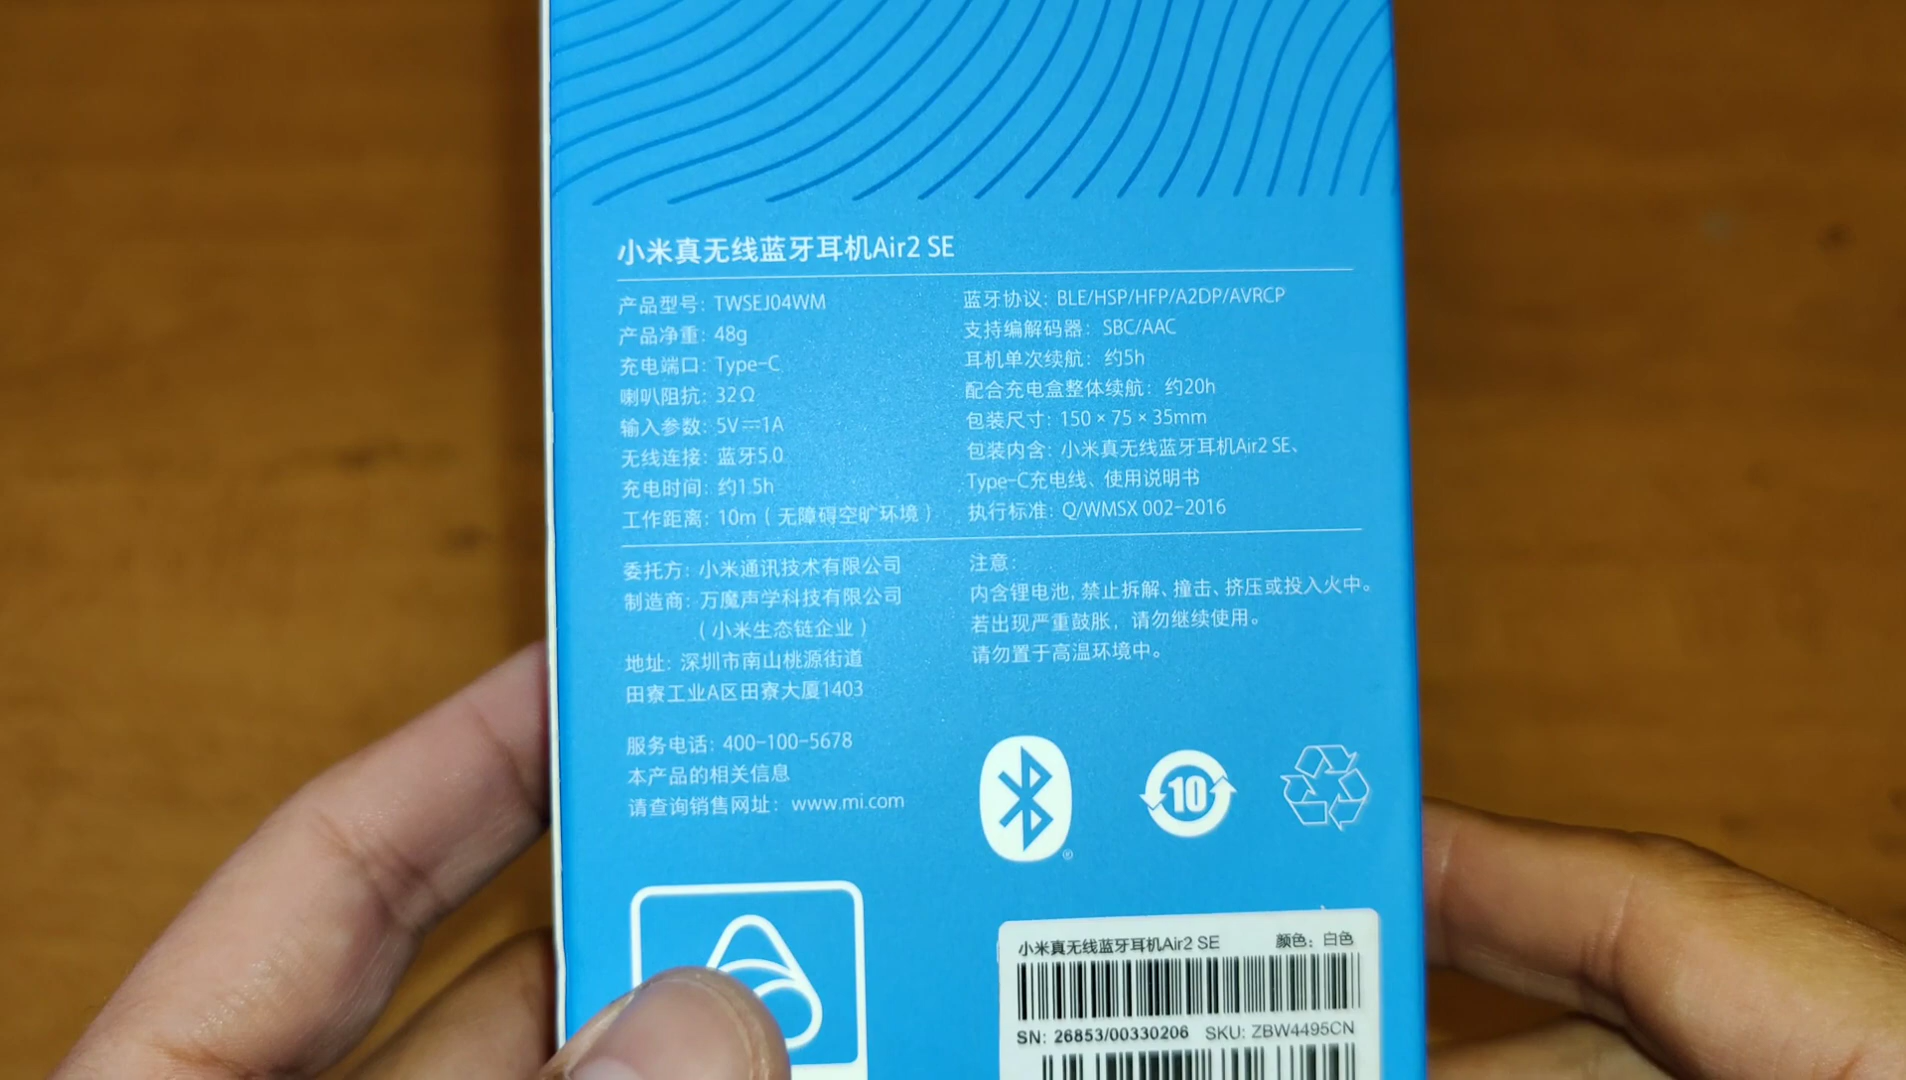 小米真无线蓝牙耳机Air2 SE
产品型号: TWSEJ04WM
产品净重: 48g
充电端口: Type-C
喇叭阻抗: 32Ω
输入参数: 5V⎓1A
无线连接: 蓝牙5.0
充电时间: 约1.5h
工作距离: 10m ( 无障碍空旷环境 )
蓝牙协议: BLE/HSP/HFP/A2DP/AVRCP
支持编解码器: SBC/AAC
耳机单次续航: 约5h
配合充电盒整体续航: 约20h
包装尺寸: 150 × 75 × 35mm
包装内含: 小米真无线蓝牙耳机Air2 SE、
Type-C充电线、使用说明书
执行标准: Q/WMSX 002-2016
委托方: 小米通讯技术有限公司
制造商: 万魔声学科技有限公司
( 小米生态链企业 )
地址: 深圳市南山桃源街道
田寮工业A区田寮大厦1403
服务电话: 400-100-5678
本产品的相关信息
请查询销售网址: www.mi.com
注意:
内含锂电池, 禁止拆解、撞击、挤压或投入火中。
若出现严重鼓胀, 请勿继续使用。
请勿置于高温环境中。
10
®
小米真无线蓝牙耳机Air2 SE 颜色: 白色
SN: 26853/00330206 SKU: ZBW4495CN